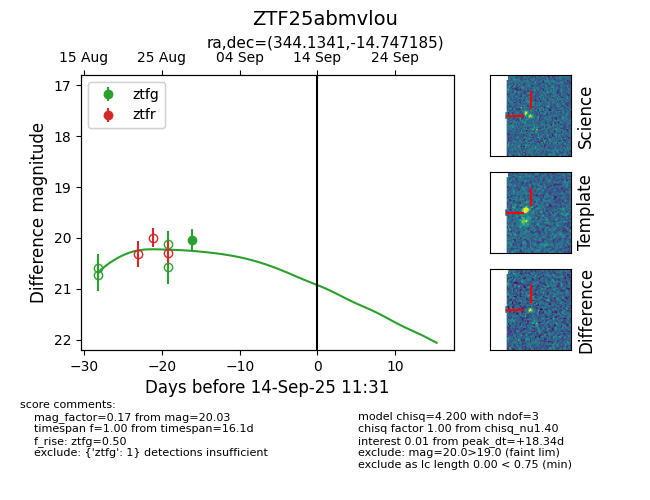 ZTF25abmvlou
ra,dec=(344.1341,-14.747185)
15 Aug 25 Aug 04 Sep 14 Sep 24 Sep
ztfg
ztfr
17
18
19
20
21
22
Difference magnitude
−30 −20 −10 0 10
Days before 14-Sep-25 11:31
Science
Template
Difference
score comments:
mag_factor=0.17 from mag=20.03
timespan f=1.00 from timespan=16.1d
f_rise: ztfg=0.50
exclude: {'ztfg': 1} detections insufficient
model chisq=4.200 with ndof=3
chisq factor 1.00 from chisq_nu1.40
interest 0.01 from peak_dt=+18.34d
exclude: mag=20.0>19.0 (faint lim)
exclude as lc length 0.00 < 0.75 (min)